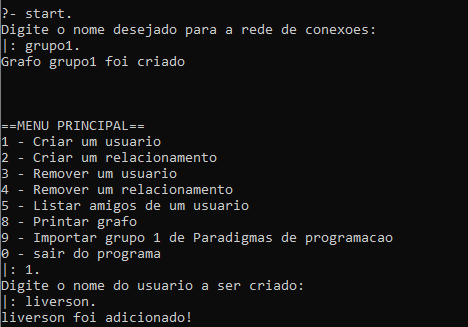 ?- start.
Digite o nome desejado para a rede de conexoes:
|: grupo1.
Grafo grupo1 foi criado
==MENU PRINCIPAL==
1 - Criar um usuario
2 - Criar um relacionamento
3 - Remover um usuario
4 - Remover um relacionamento
5 - Listar amigos de um usuario
8 - Printar grafo
9 - Importar grupo 1 de Paradigmas de programacao
0 - sair do programa
|: 1.
Digite o nome do usuario a ser criado:
|: liverson.
liverson foi adicionado!